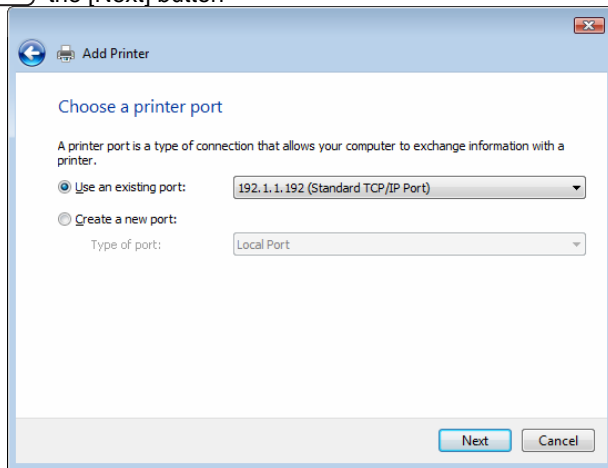 the [Next] button
Add Printer
Choose a printer port
A printer port is a type of connection that allows your computer to exchange information with a
printer.
Use an existing port: 192.1.1.192 (Standard TCP/IP Port)
Create a new port:
Type of port: Local Port
Next Cancel